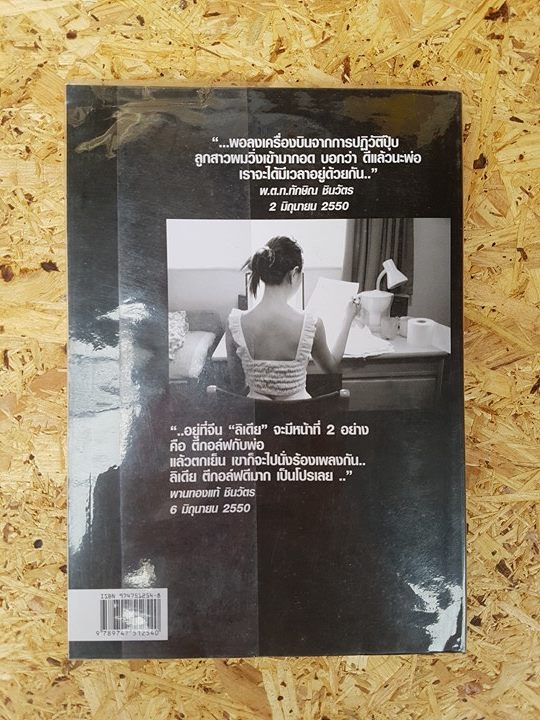 “...พอลงเครื่องบินจากการปฏิวัติปุ๊บ
ลูกสาวผมวิ่งเข้ามากอด บอกว่า ดีแล้วนะพ่อ
เราจะได้มีเวลาอยู่ด้วยกัน..”
พ.ต.ท.ทักษิณ ชินวัตร
2 มิถุนายน 2550
“..อยู่ที่จีน “ลิเดีย” จะมีหน้าที่ 2 อย่าง
คือ ตีกอล์ฟกับพ่อ
แล้วตกเย็น เขาก็จะไปนั่งร้องเพลงกัน..
ลิเดีย ตีกอล์ฟดีมาก เป็นโปรเลย ..”
พานทองแท้ ชินวัตร
6 มิถุนายน 2550
ISBN 974751254-8
9 789747 512540